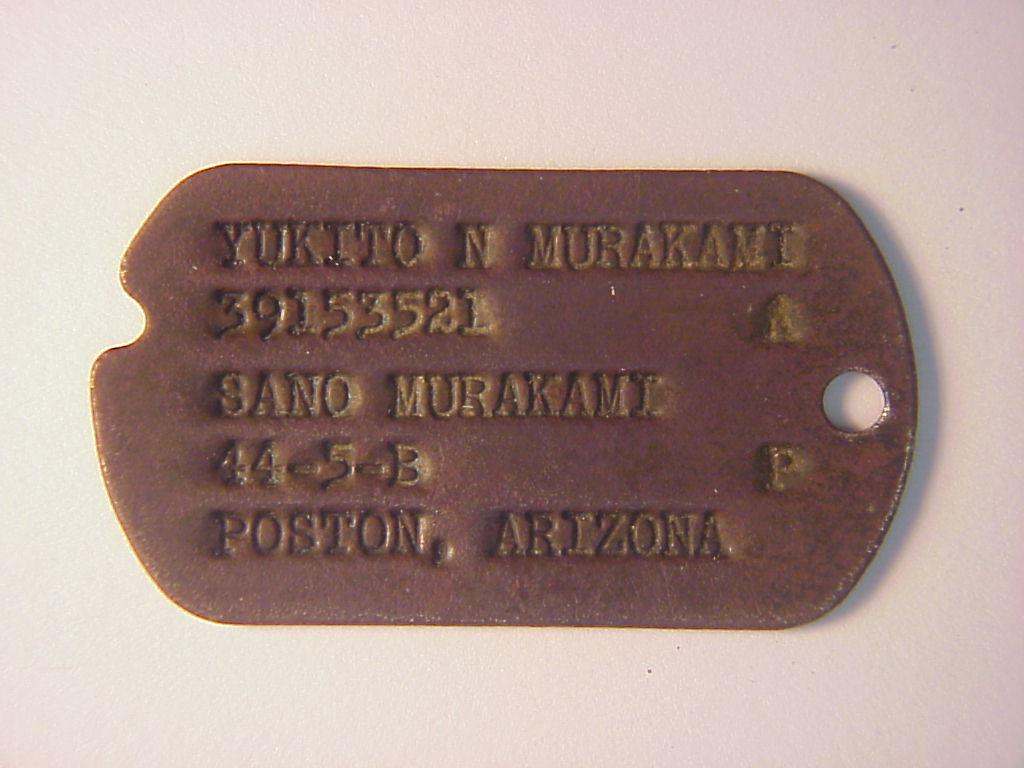 YUKITO N MURAKAMI
39153521 A
SANO MURAKAMI
44-5-B P
POSTON, ARIZONA